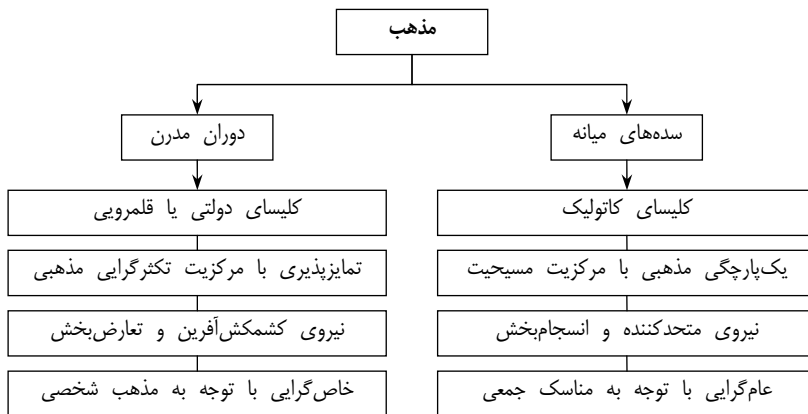 مذهب
سده‌های میانه
کلیسای کاتولیک
یک‌پارچگی مذهبی با مرکزیت مسیحیت
نیروی متحدکننده و انسجام‌بخش
عام‌گرایی با توجه به مناسک جمعی
دوران مدرن
کلیسای دولتی یا قلمرویی
تمایزپذیری با مرکزیت تکثرگرایی مذهبی
نیروی کشمکش‌آفرین و تعارض‌بخش
خاص‌گرایی با توجه به مذهب شخصی